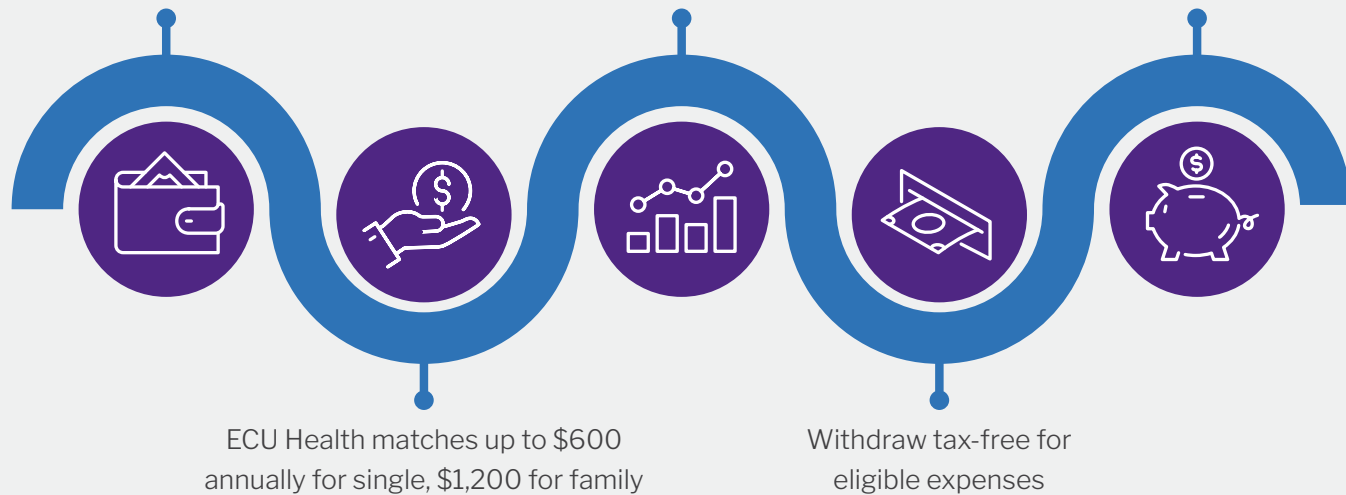 $
$
ECU Health matches up to $600
annually for single, $1,200 for family
Withdraw tax-free for
eligible expenses